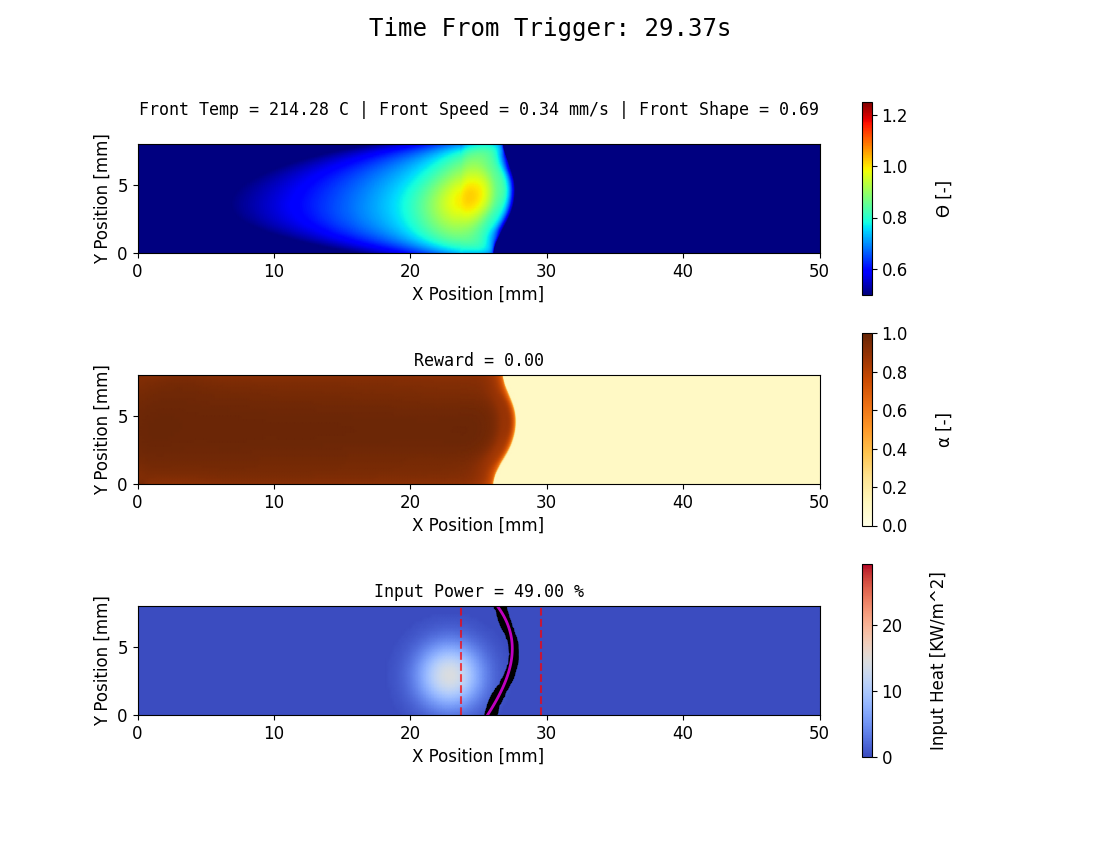 Time From Trigger: 29.37s
Front Temp = 214.28 C | Front Speed = 0.34 mm/s | Front Shape = 0.69
Y Position [mm]
5
0
0 10 20 30 40 50
X Position [mm]
1.2
1.0
0.8
0.6
Θ [-]
Reward = 0.00
Y Position [mm]
5
0
0 10 20 30 40 50
X Position [mm]
1.0
0.8
0.6
0.4
0.2
0.0
α [-]
Input Power = 49.00 %
Y Position [mm]
5
0
0 10 20 30 40 50
X Position [mm]
20
10
0
Input Heat [KW/m^2]